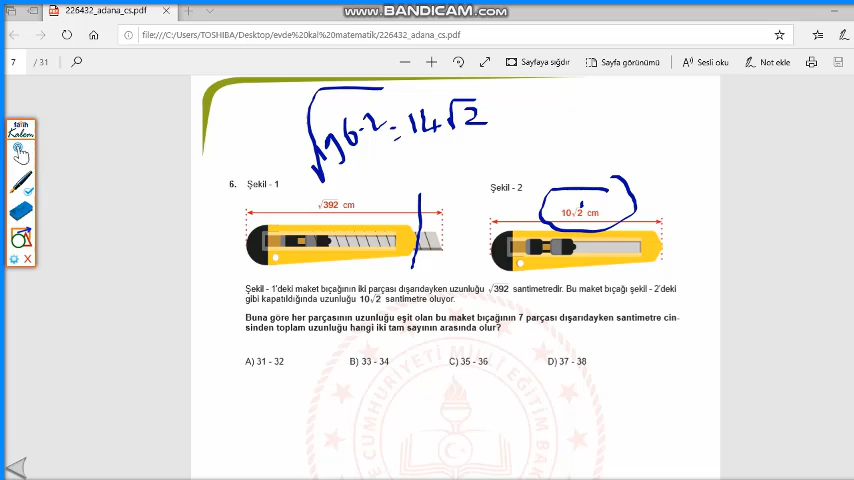 www.BANDICAM.com
226432_adana_cs.pdf
file:///C:/Users/TOSHIBA/Desktop/evde%20kal%20matematik/226432_adana_cs.pdf
7 / 31
Sayfaya sığdır
Sayfa görünümü
Sesli oku
Not ekle
fatih
Kalem
√196·2 = 14√2
6. Şekil - 1
Şekil - 2
√392 cm
10√2 cm
Şekil - 1'deki maket bıçağının iki parçası dışarıdayken uzunluğu √392 santimetredir. Bu maket bıçağı şekil - 2'deki
gibi kapatıldığında uzunluğu 10√2 santimetre oluyor.
Buna göre her parçasının uzunluğu eşit olan bu maket bıçağının 7 parçası dışarıdayken santimetre cin-
sinden toplam uzunluğu hangi iki tam sayının arasında olur?
A) 31 - 32
B) 33 - 34
C) 35 - 36
D) 37 - 38